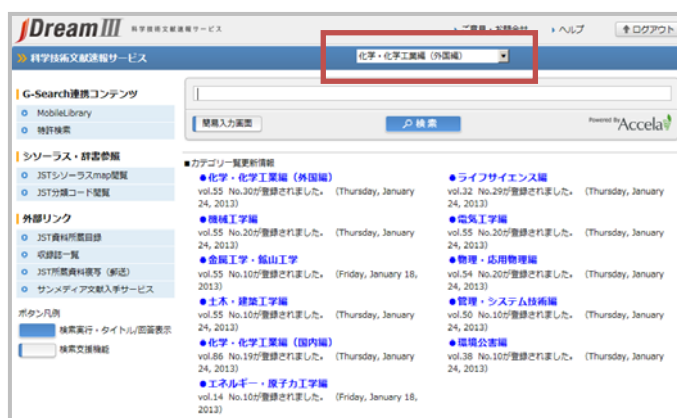 JDreamⅢ 科学技術文献速報サービス
ご意見・お問合せ ヘルプ ログアウト
科学技術文献速報サービス
化学・化学工業編（外国編）
G-Search連携コンテンツ
MobileLibrary
特許検索
簡易入力画面
検索
Powered By Accela
シソーラス・辞書参照
JSTシソーラスmap閲覧
JST分類コード閲覧
外部リンク
JST資料所蔵目録
収録誌一覧
JST所蔵資料複写（郵送）
サンメディア文献入手サービス
ボタン凡例
検索実行・タイトル/回答表示
検索支援機能
■カテゴリ一覧更新情報
●化学・化学工業編（外国編）
vol.55 No.30が登録されました。 (Thursday, January
24, 2013)
●機械工学編
vol.55 No.20が登録されました。 (Thursday, January
24, 2013)
●金属工学・鉱山工学
vol.55 No.10が登録されました。 (Friday, January 18,
2013)
●土木・建築工学編
vol.55 No.10が登録されました。 (Thursday, January
24, 2013)
●化学・化学工業編（国内編）
vol.86 No.19が登録されました。 (Thursday, January
24, 2013)
●エネルギー・原子力工学編
vol.14 No.10が登録されました。 (Friday, January 18,
2013)
●ライフサイエンス編
vol.32 No.29が登録されました。 (Thursday, January
24, 2013)
●電気工学編
vol.55 No.20が登録されました。 (Thursday, January
24, 2013)
●物理・応用物理編
vol.54 No.20が登録されました。 (Thursday, January
24, 2013)
●管理・システム技術編
vol.50 No.10が登録されました。 (Thursday, January
24, 2013)
●環境公害編
vol.38 No.10が登録されました。 (Thursday, January
24, 2013)